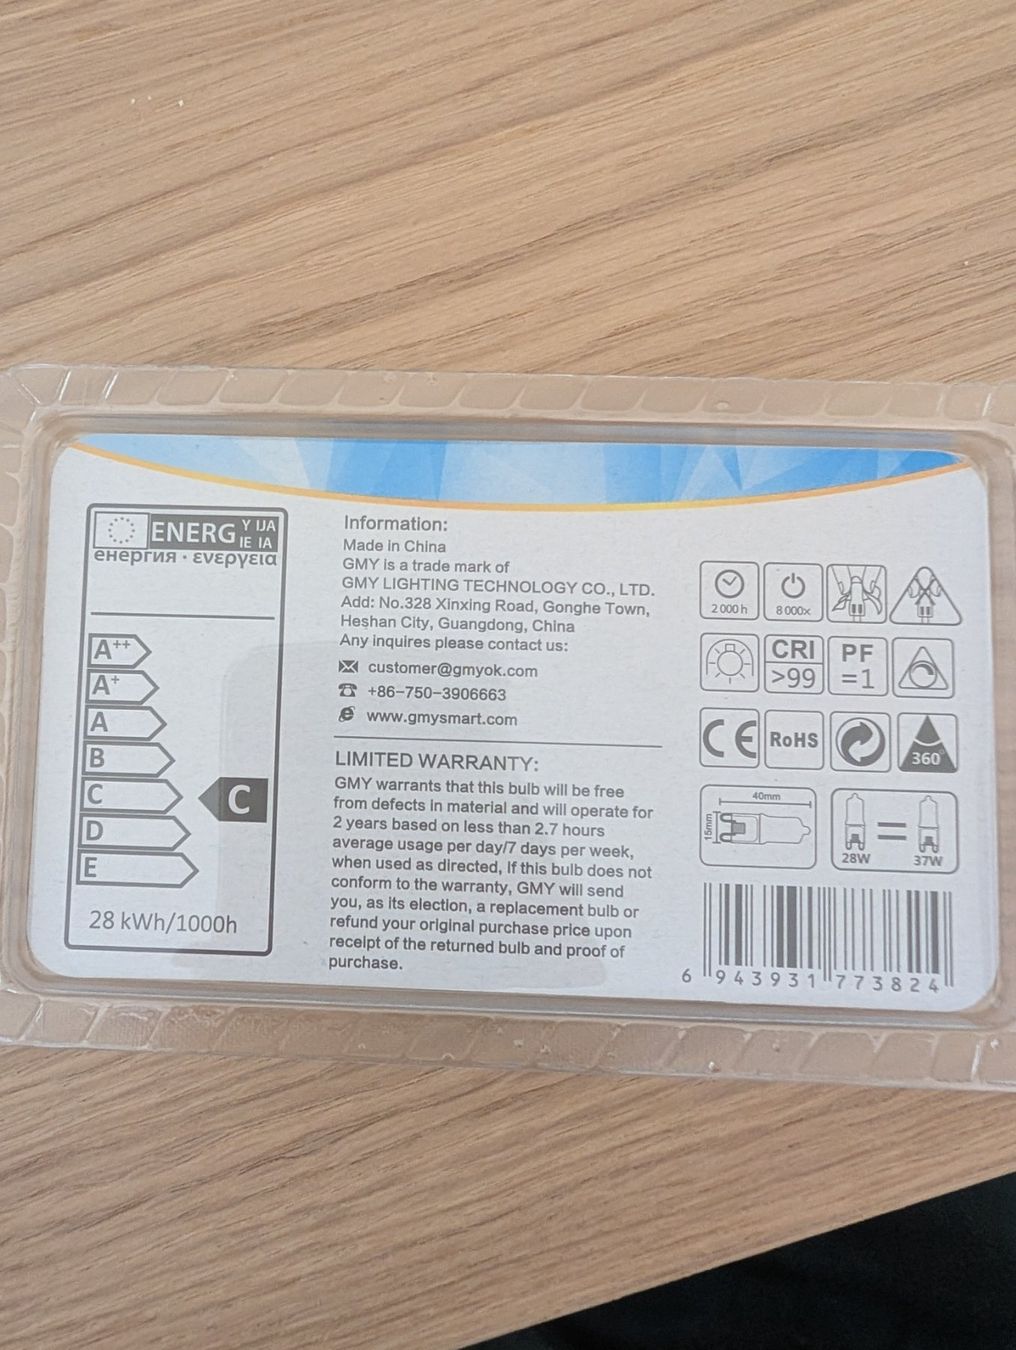 ENERG Y IJA
IE IA
енергия · ενεργεια
A++
A+
A
B
C
D
E
C
28 kWh/1000h
Information:
Made in China
GMY is a trade mark of
GMY LIGHTING TECHNOLOGY CO., LTD.
Add: No.328 Xinxing Road, Gonghe Town,
Heshan City, Guangdong, China
Any inquires please contact us:
customer@gmyok.com
+86-750-3906663
www.gmysmart.com
LIMITED WARRANTY:
GMY warrants that this bulb will be free
from defects in material and will operate for
2 years based on less than 2.7 hours
average usage per day/7 days per week,
when used as directed, If this bulb does not
conform to the warranty, GMY will send
you, as its election, a replacement bulb or
refund your original purchase price upon
receipt of the returned bulb and proof of
purchase.
2000h
8000x
CRI
>99
PF
=1
CE
RoHS
360°
40mm
15mm
28W
=
37W
6 943931 773824